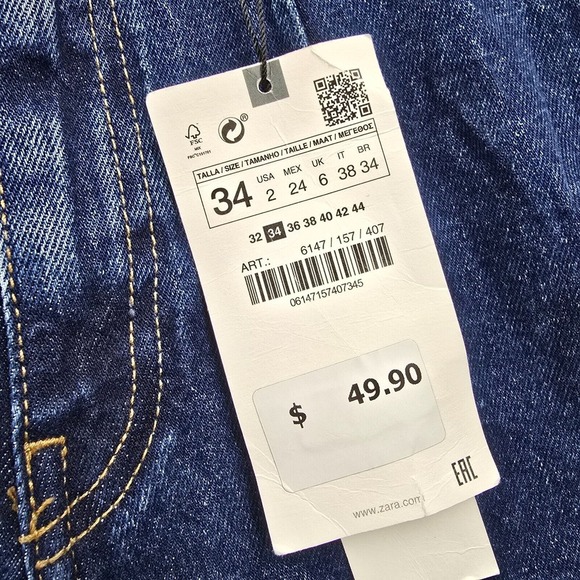 FSC
MIX
®
TALLA / SIZE / TAMANHO / TAILLE / MAAT / ΜΕΓΕΘΟΣ
34 USA 2 MEX 24 UK 6 IT 38 BR 34
32 34 36 38 40 42 44
ART.: 6147 / 157 / 407
06147157407345
$ 49.90
EAC
www.zara.com